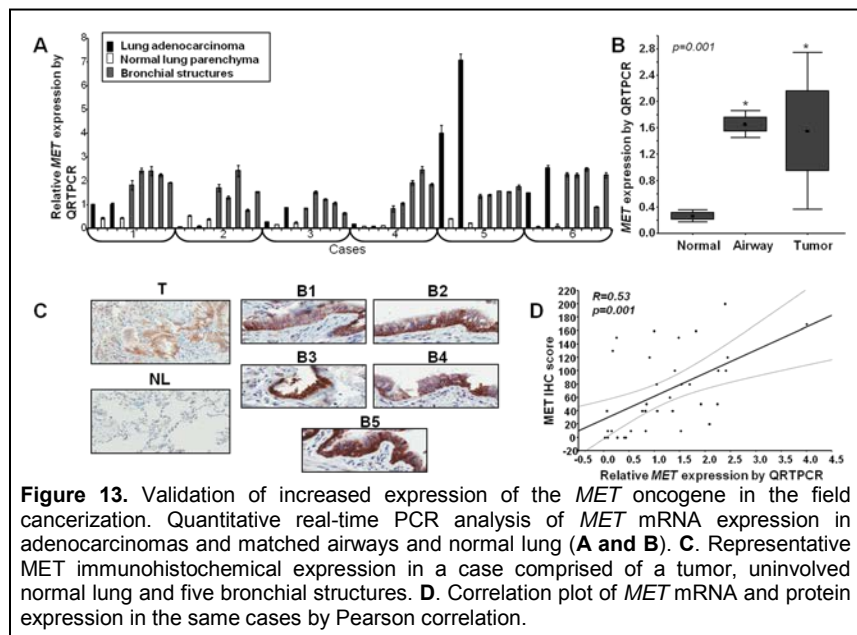 A
Relative MET expression by
QRTPCR
8
7
6
5
4
3
2
1
0
Lung adenocarcinoma
Normal lung parenchyma
Bronchial structures
1 2 3 4 5 6
Cases
B
p=0.001
MET expression by QRTPCR
2.8
2.4
2.0
1.6
1.2
0.8
0.4
0.0
* *
Normal Airway Tumor
C
T
NL
B1 B2
B3 B4
B5
D
R=0.53
p=0.001
MET IHC score
220
200
180
160
140
120
100
80
60
40
20
0
-20
-0.5 0.0 0.5 1.0 1.5 2.0 2.5 3.0 3.5 4.0 4.5
Relative MET expression by QRTPCR
Figure 13. Validation of increased expression of the MET oncogene in the field
cancerization. Quantitative real-time PCR analysis of MET mRNA expression in
adenocarcinomas and matched airways and normal lung (A and B). C. Representative
MET immunohistochemical expression in a case comprised of a tumor, uninvolved
normal lung and five bronchial structures. D. Correlation plot of MET mRNA and protein
expression in the same cases by Pearson correlation.